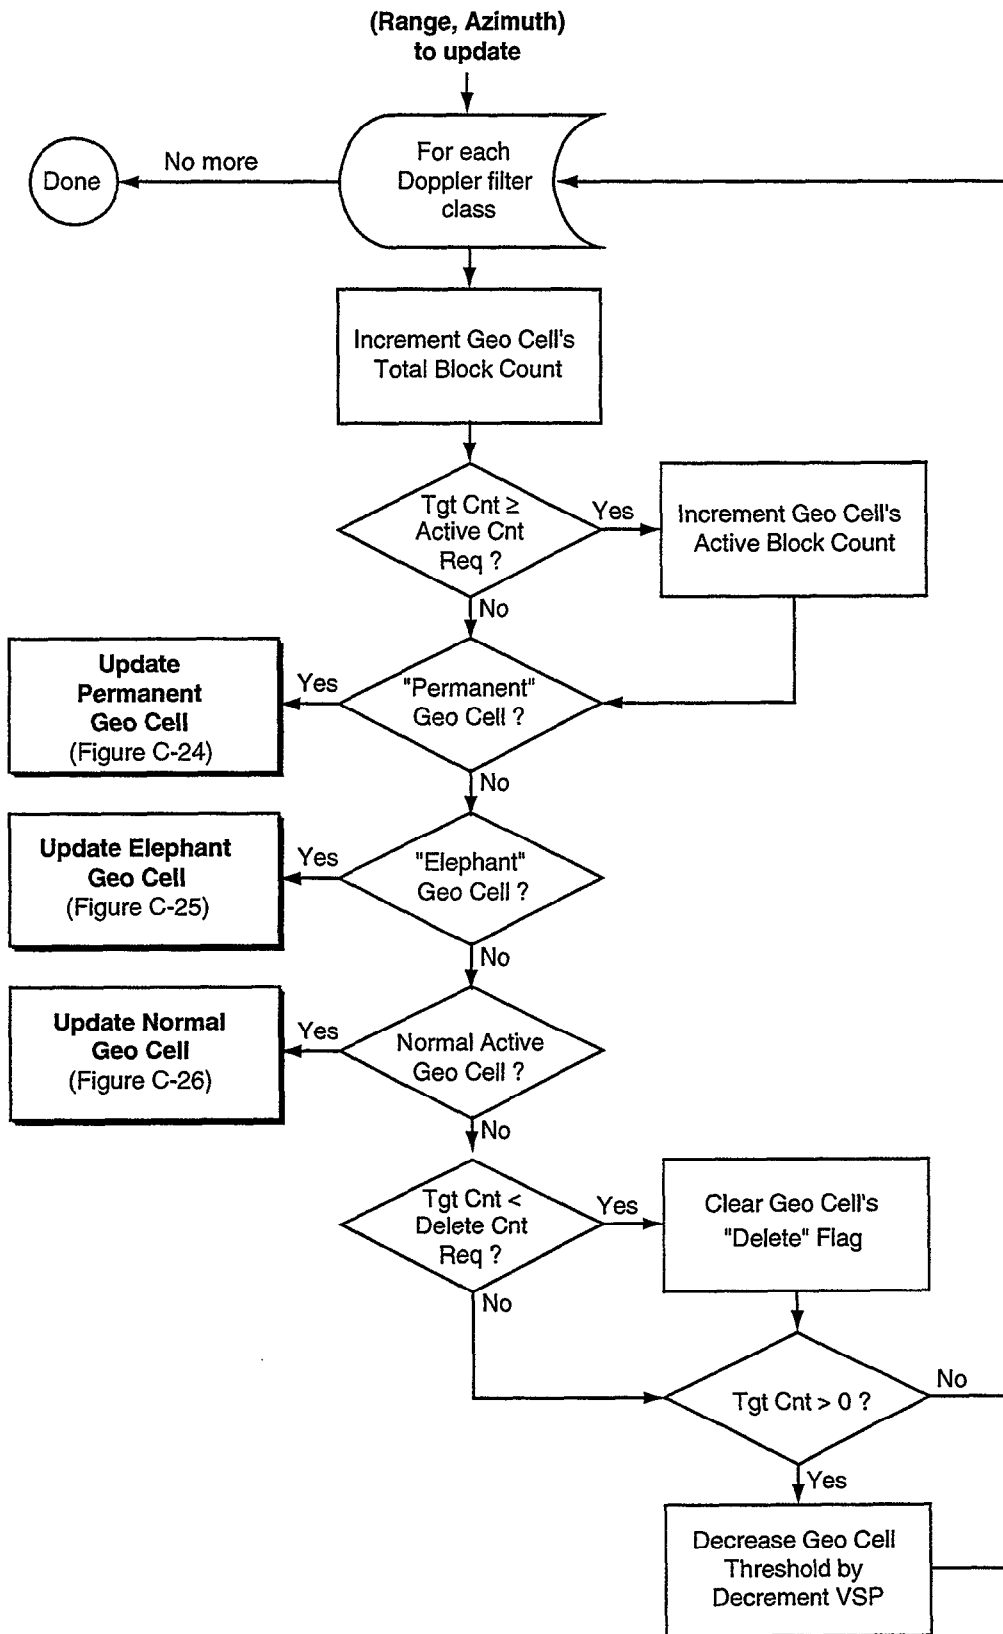 (Range, Azimuth)
to update
For each
Doppler filter
class
No more
Done
Increment Geo Cell's
Total Block Count
Tgt Cnt ≥
Active Cnt
Req ?
Yes
Increment Geo Cell's
Active Block Count
No
"Permanent"
Geo Cell ?
Yes
Update
Permanent
Geo Cell
(Figure C-24)
No
"Elephant"
Geo Cell ?
Yes
Update Elephant
Geo Cell
(Figure C-25)
No
Normal Active
Geo Cell ?
Yes
Update Normal
Geo Cell
(Figure C-26)
No
Tgt Cnt <
Delete Cnt
Req ?
Yes
Clear Geo Cell's
"Delete" Flag
No
Tgt Cnt > 0 ?
No
Yes
Decrease Geo Cell
Threshold by
Decrement VSP